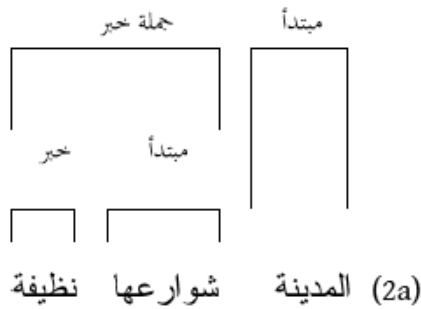 مبتدأ جملة خبر
مبتدأ خبر
(2a) المدينة شوارعها نظيفة